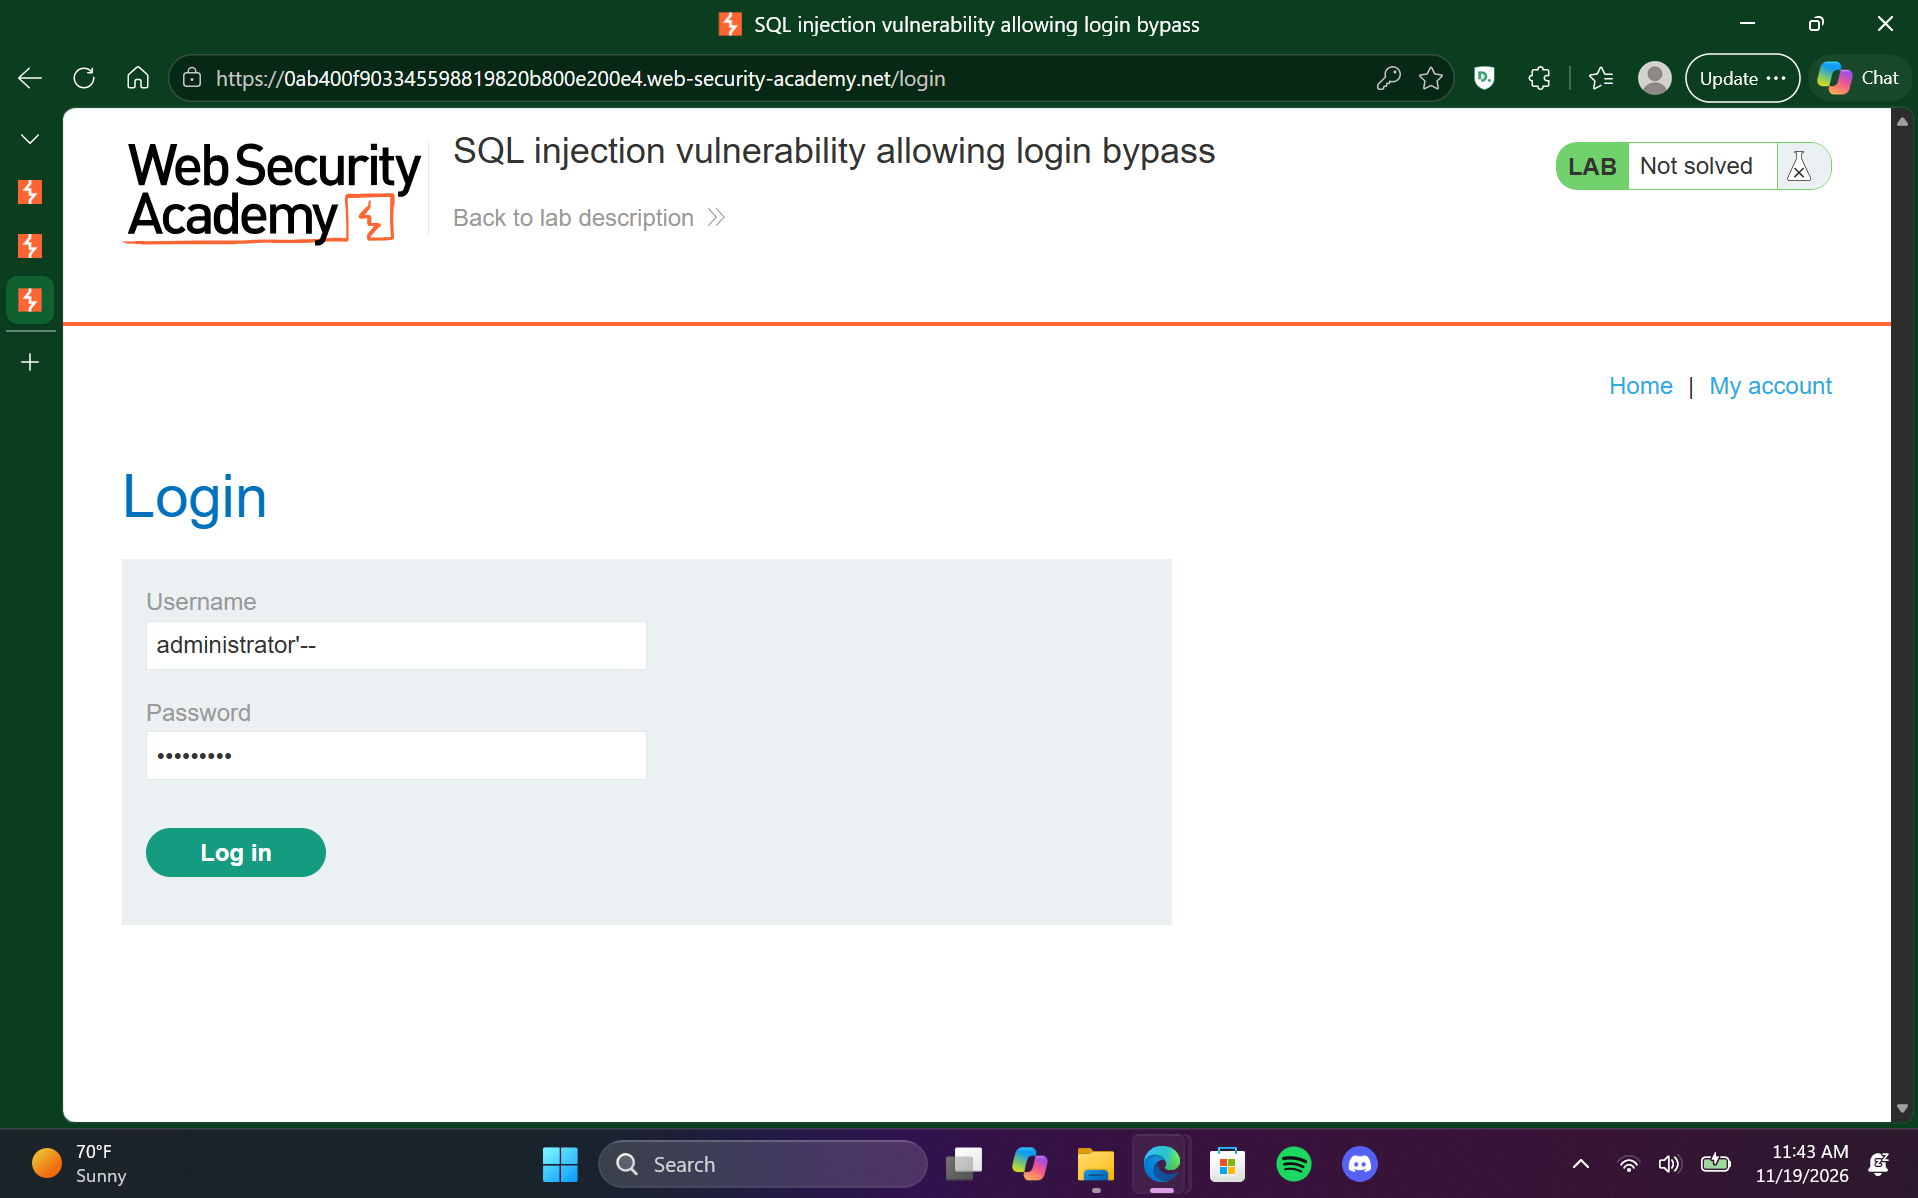 SQL injection vulnerability allowing login bypass
https://0ab400f903345598819820b800e200e4.web-security-academy.net/login
D.
Update
Chat
Web Security
Academy
SQL injection vulnerability allowing login bypass
Back to lab description
LAB
Not solved
Home | My account
Login
Username
administrator'--
Password
•••••••••
Log in
70°F
Sunny
Search
11:43 AM
11/19/2026